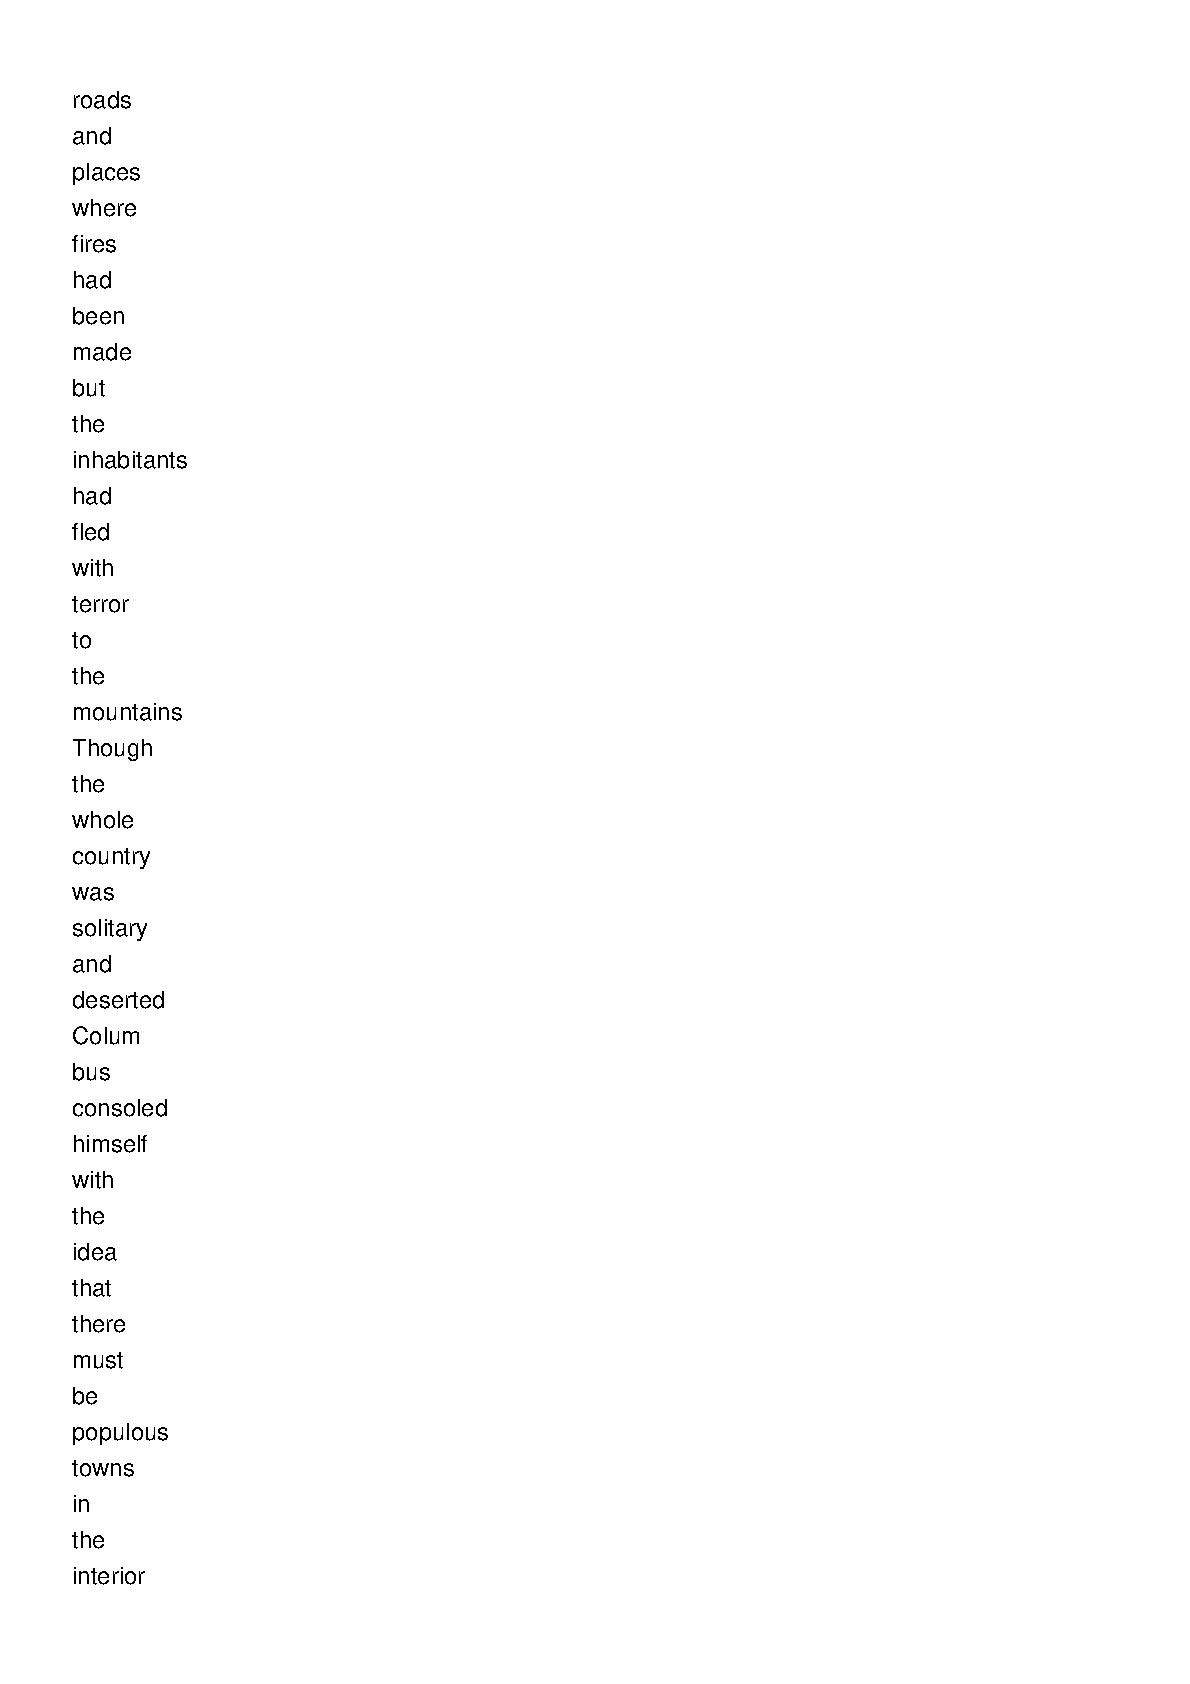 roads
and
places
where
fires
had
been
made
but
the
inhabitants
had
fled
with
terror
to
the
mountains
Though
the
whole
country
was
solitary
and
deserted
Colum
bus
consoled
himself
with
the
idea
that
there
must
be
populous
towns
in
the
interior